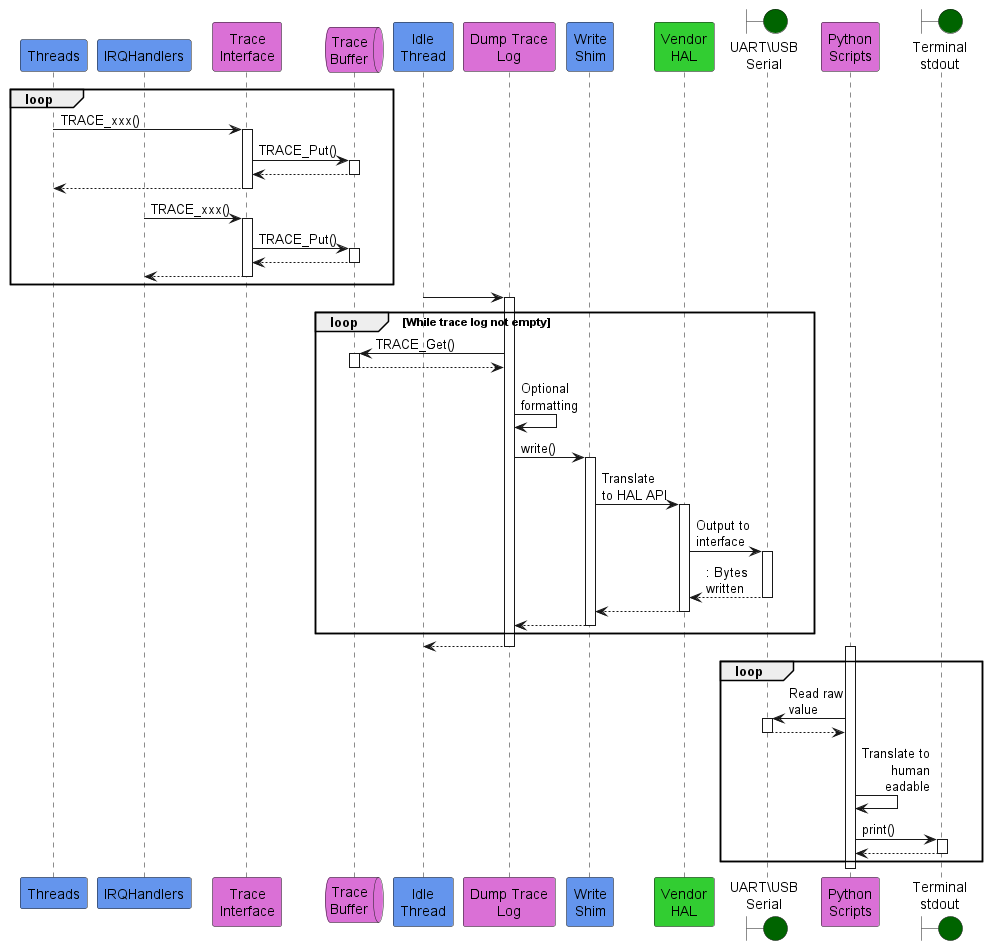 Threads
IRQHandlers
Trace
Interface
Trace
Buffer
Idle
Thread
Dump Trace
Log
Write
Shim
Vendor
HAL
UART\USB
Serial
Python
Scripts
Terminal
stdout
loop
TRACE_xxx()
TRACE_Put()
TRACE_xxx()
TRACE_Put()
loop [While trace log not empty]
TRACE_Get()
Optional
formatting
write()
Translate
to HAL API
Output to
interface
: Bytes
written
loop
Read raw
value
Translate to
human
eadable
print()
Threads
IRQHandlers
Trace
Interface
Trace
Buffer
Idle
Thread
Dump Trace
Log
Write
Shim
Vendor
HAL
UART\USB
Serial
Python
Scripts
Terminal
stdout